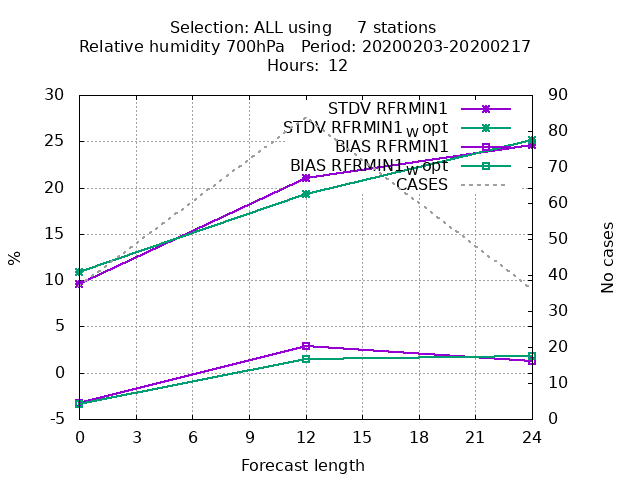 Selection: ALL using 7 stations
Relative humidity 700hPa Period: 20200203-20200217
Hours: 12
30
25
20
15
10
5
0
-5
%
STDV RFRMIN1
STDV RFRMIN1_W opt
BIAS RFRMIN1
BIAS RFRMIN1_W opt
CASES
90
80
70
60
50
40
30
20
10
0
No cases
0 3 6 9 12 15 18 21 24
Forecast length